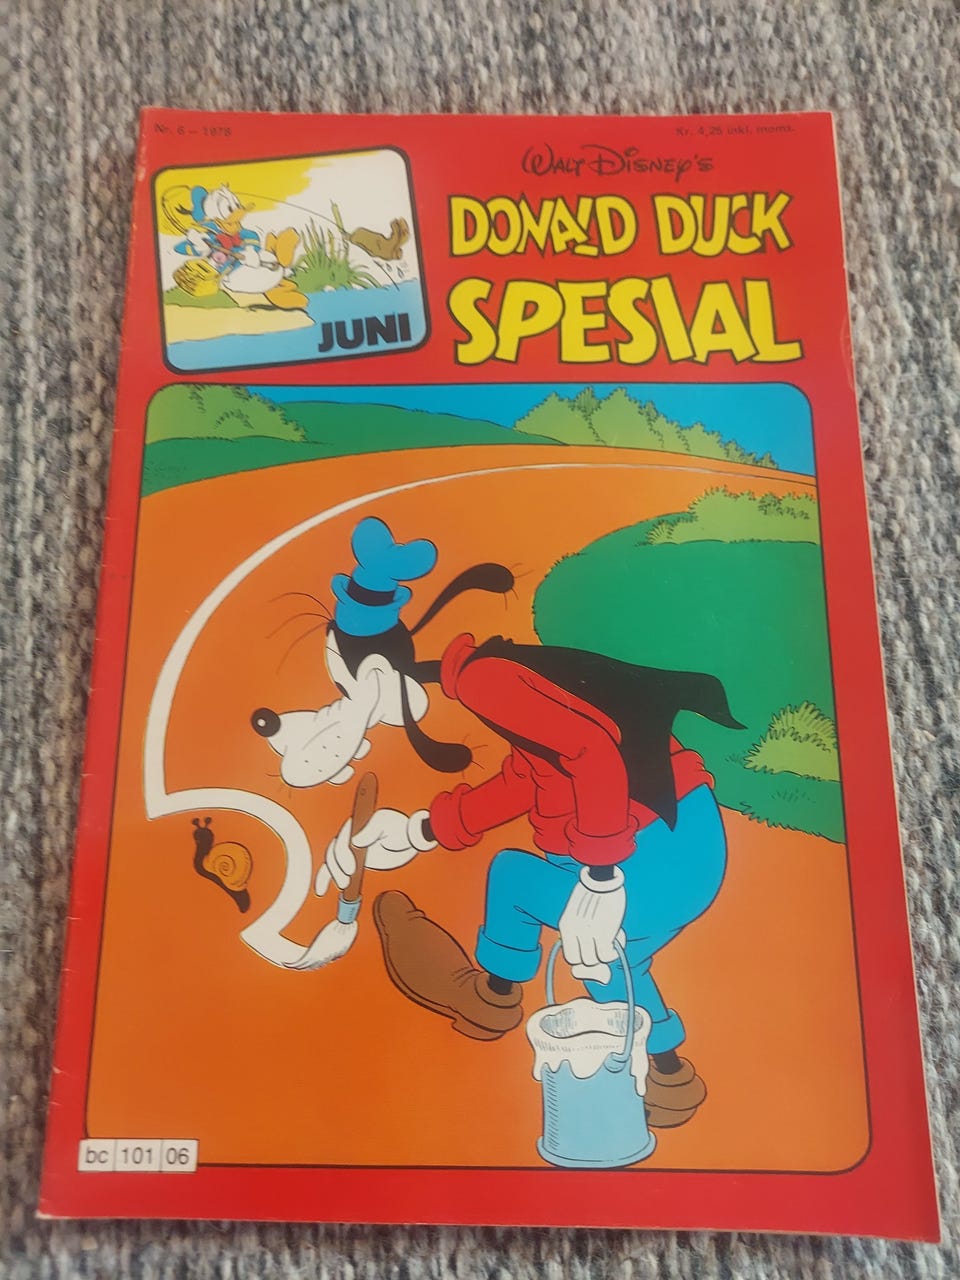 Nr. 6 – 1978
Kr. 4,25 inkl. moms.
WALT DISNEY'S
DONALD DUCK
SPESIAL
JUNI
bc 101 06